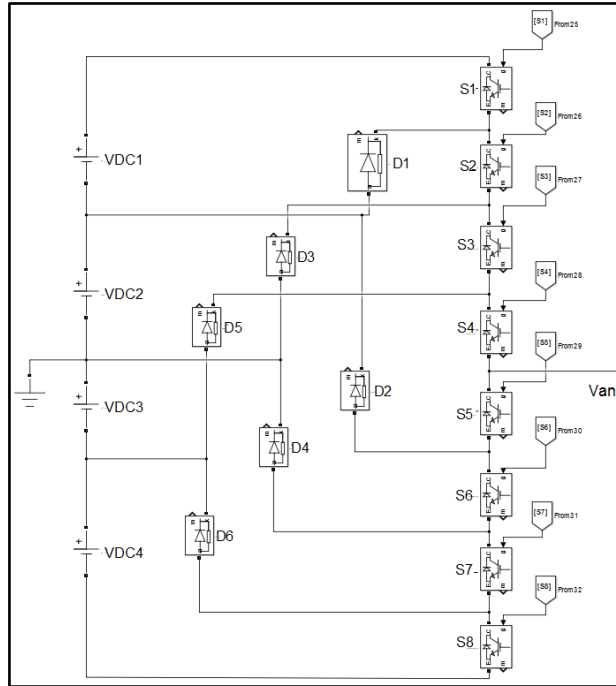 [S1] From25
S1
[S2] From26
VDC1
D1
S2
[S3] From27
S3
D3
[S4] From28
VDC2
D5
S4
[S5] From29
Van
D2
VDC3
S5
[S6] From30
D4
S6
[S7] From31
D6
VDC4
S7
[S8] From32
S8